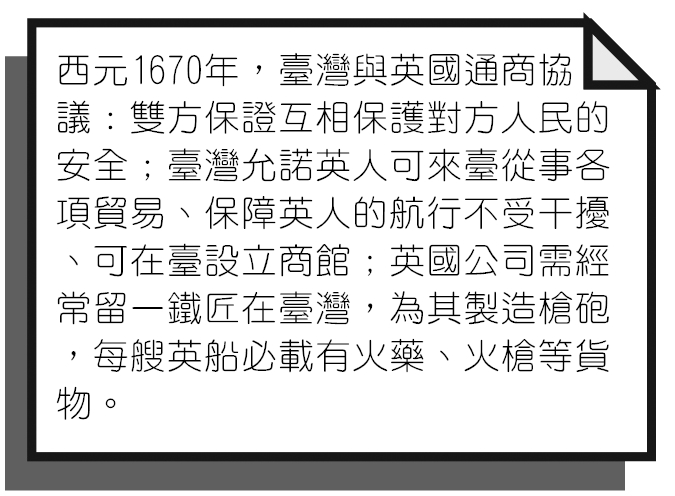 西元1670年，臺灣與英國通商協
議：雙方保證互相保護對方人民的
安全；臺灣允諾英人可來臺從事各
項貿易、保障英人的航行不受干擾
、可在臺設立商館；英國公司需經
常留一鐵匠在臺灣，為其製造槍砲
，每艘英船必載有火藥、火槍等貨
物。